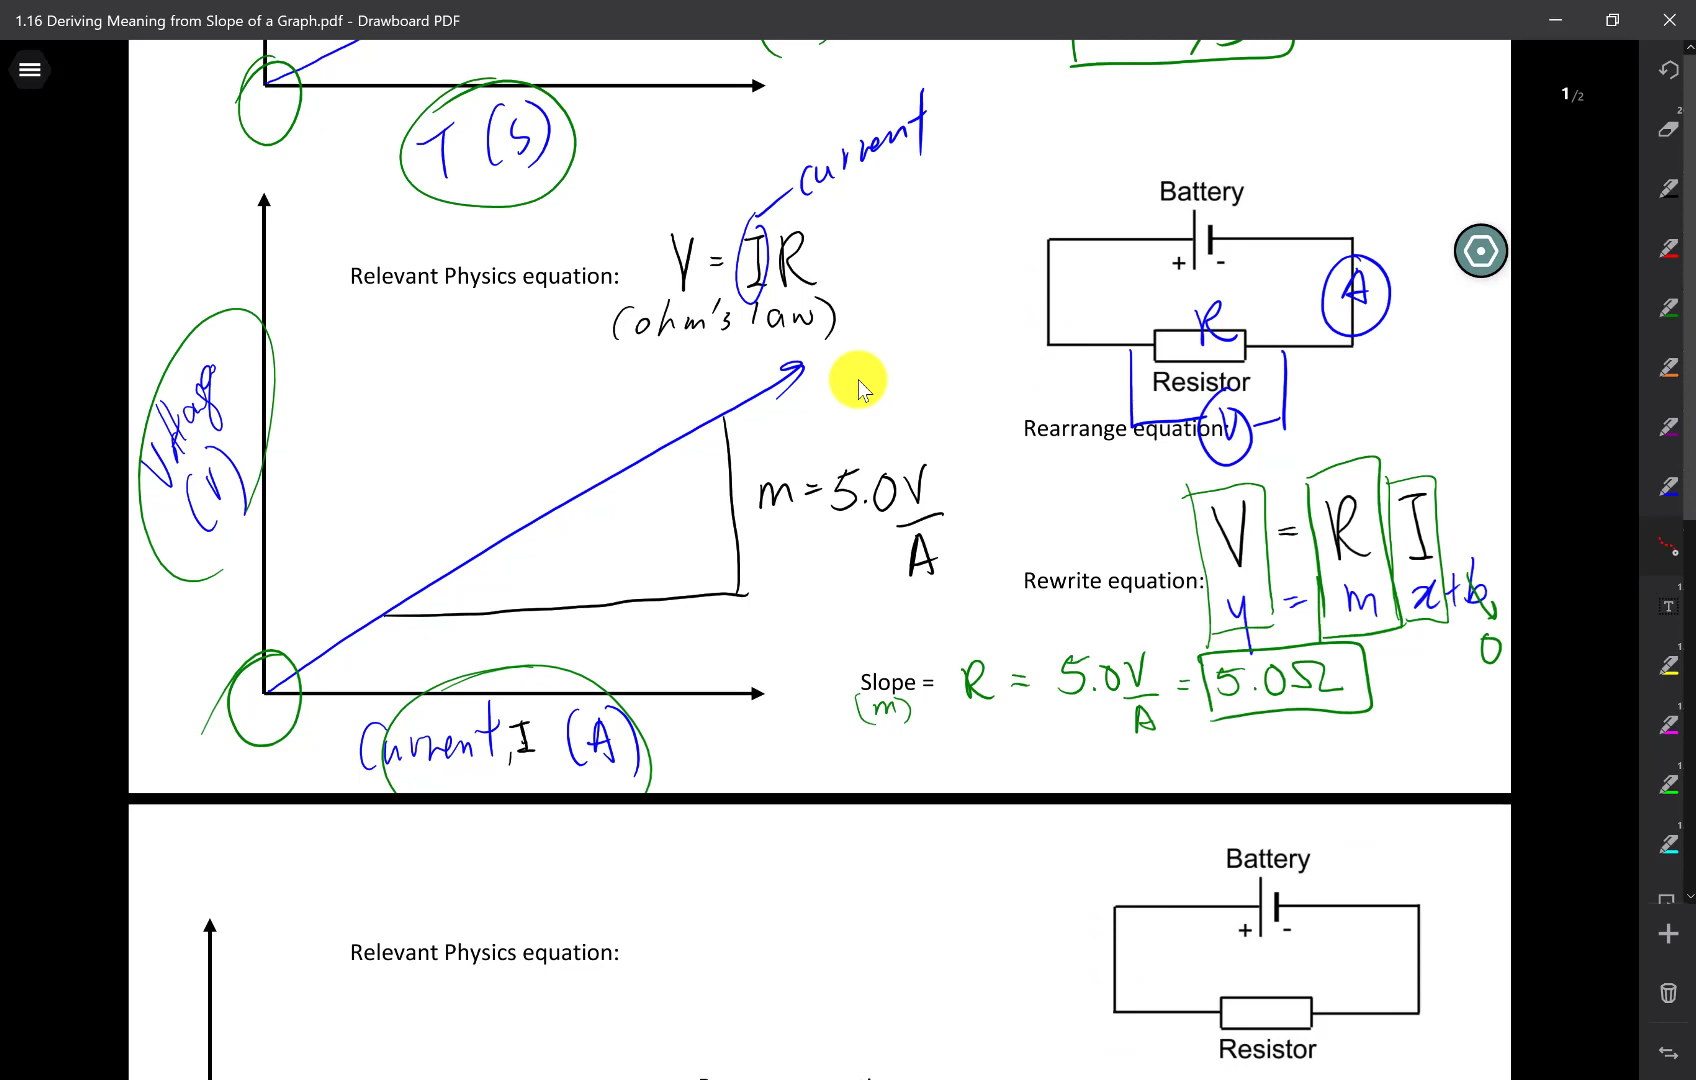 1.16 Deriving Meaning from Slope of a Graph.pdf - Drawboard PDF
1/2
T (s)
current
Battery
+ -
Relevant Physics equation: V = IR
(ohm's law)
A
R
Resistor
V
Rearrange equation:
(V)
m = 5.0 V/A
V = R I
Rewrite equation: y = m x + b
0
Slope = R = 5.0 V/A = 5.0Ω
(m)
Current, I (A)
Battery
+ -
Relevant Physics equation:
Resistor